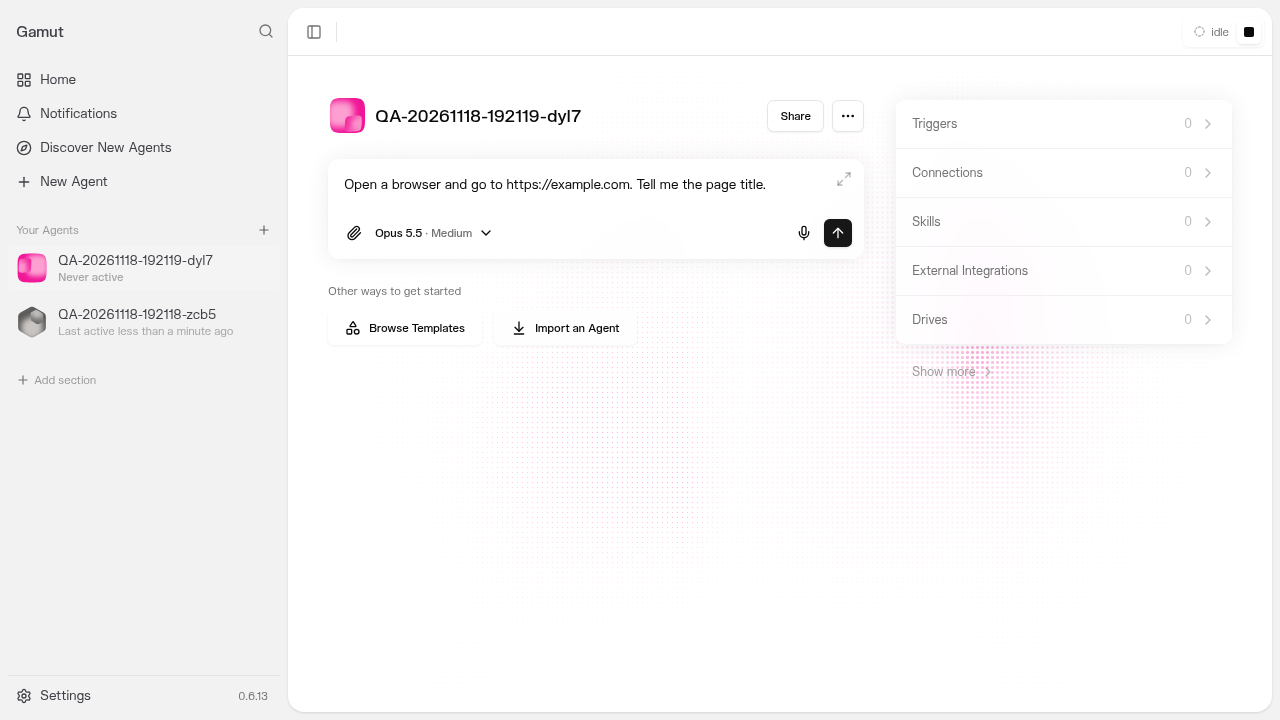 Gamut
Home
Notifications
Discover New Agents
New Agent
Your Agents
QA-20261118-192119-dyl7
Never active
QA-20261118-192118-zcb5
Last active less than a minute ago
Add section
Settings
0.6.13
idle
QA-20261118-192119-dyl7
Share
Open a browser and go to https://example.com. Tell me the page title.
Opus 5.5 · Medium
Other ways to get started
Browse Templates
Import an Agent
Triggers 0
Connections 0
Skills 0
External Integrations 0
Drives 0
Show more